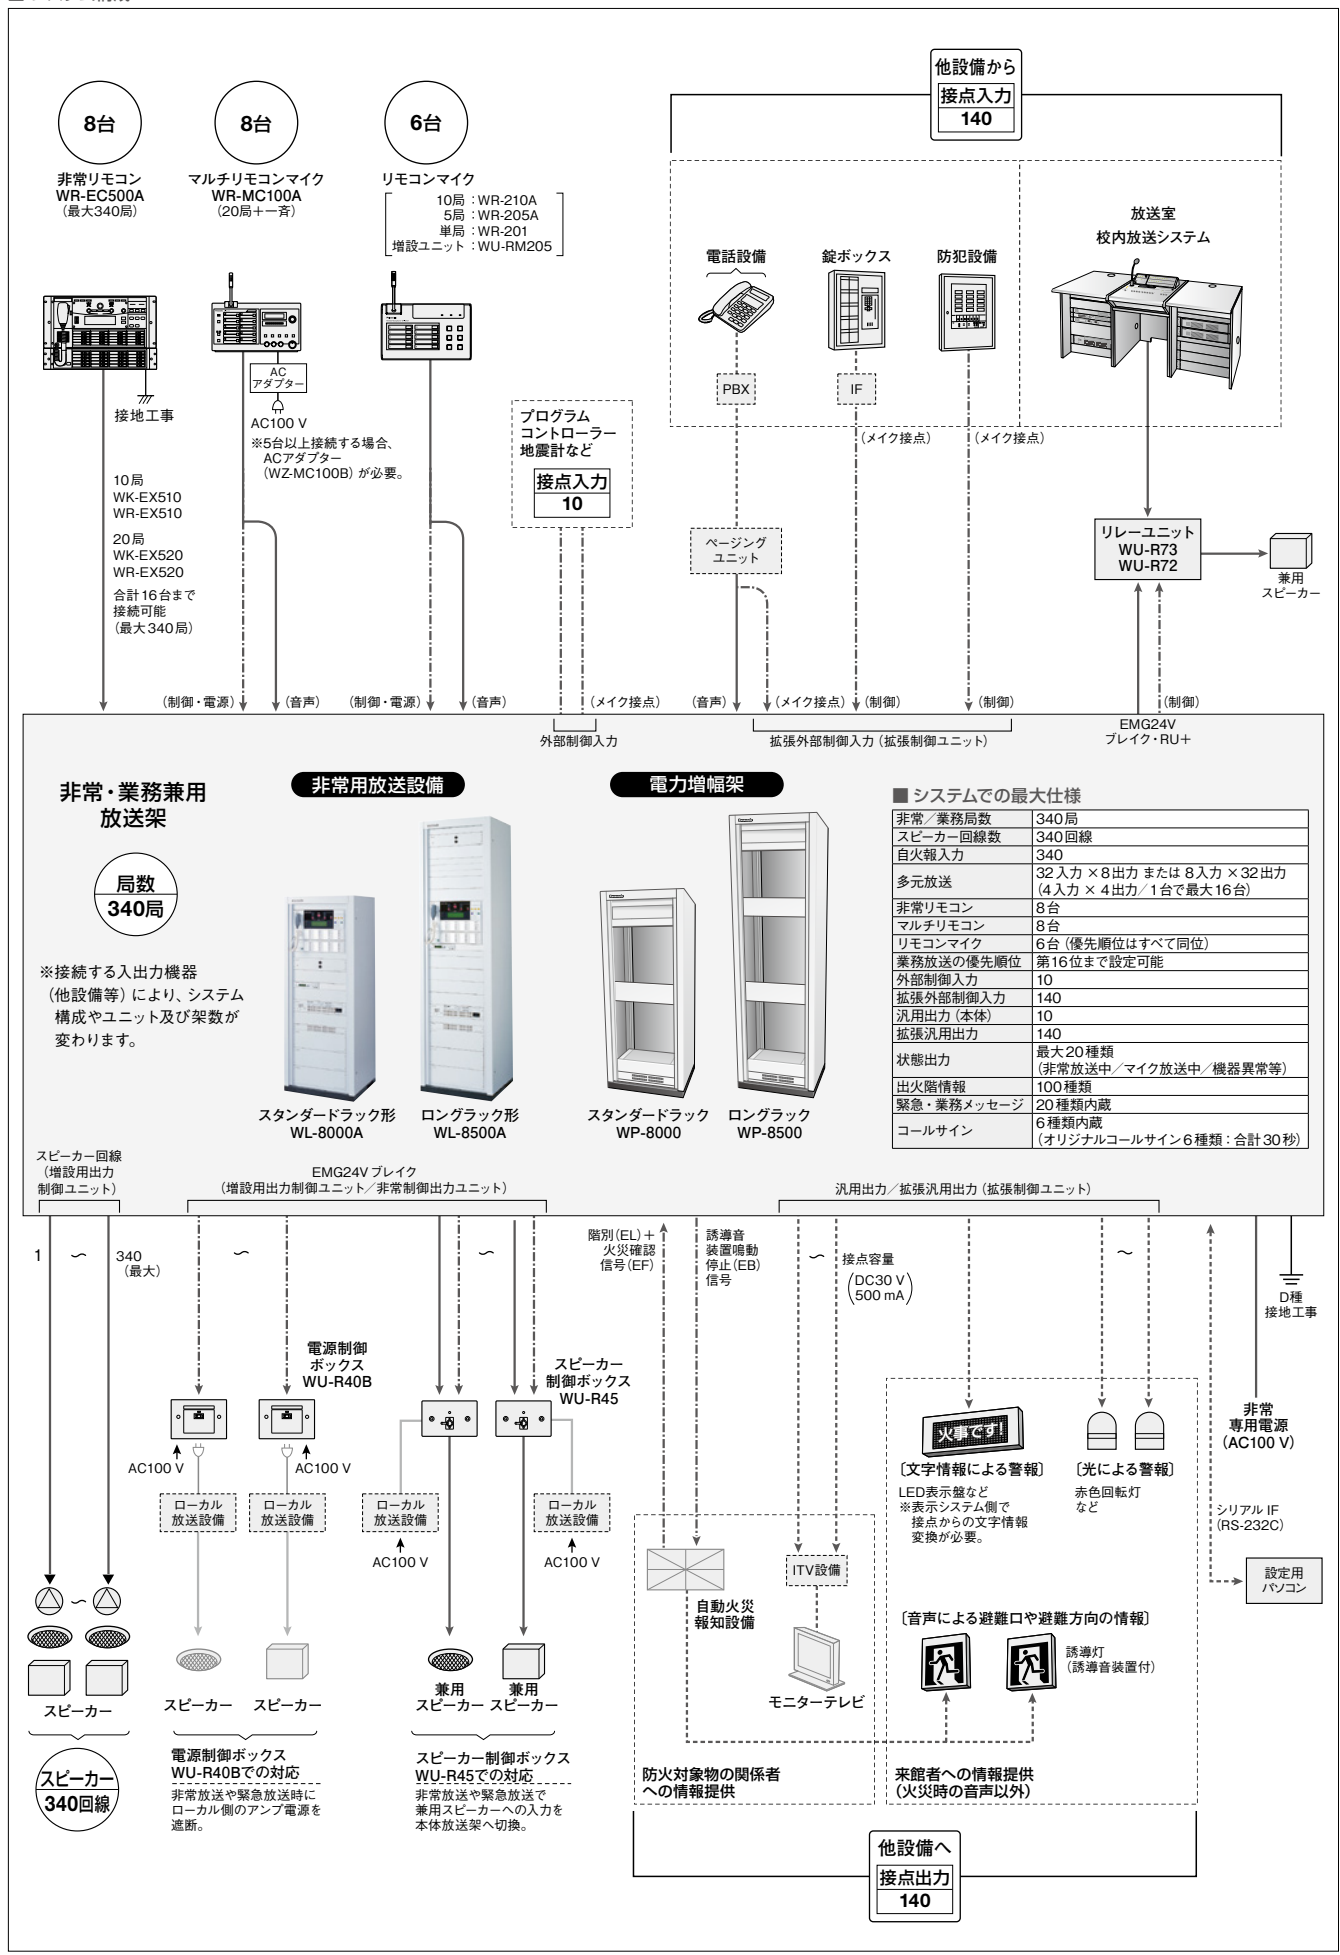 他設備から
接点入力
140
8台
8台
6台
非常リモコン
WR-EC500A
(最大340局)
マルチリモコンマイク
WR-MC100A
(20局＋一斉)
リモコンマイク
10局：WR-210A
5局：WR-205A
単局：WR-201
増設ユニット：WU-RM205
電話設備
錠ボックス
防犯設備
放送室
校内放送システム
接地工事
AC
アダプター
AC100 V
※5台以上接続する場合、
ACアダプター
(WZ-MC100B) が必要。
10局
WK-EX510
WR-EX510
20局
WK-EX520
WR-EX520
合計16台まで
接続可能
(最大340局)
プログラム
コントローラー
地震計など
接点入力
10
PBX
IF
(メイク接点)
(メイク接点)
ページング
ユニット
リレーユニット
WU-R73
WU-R72
兼用
スピーカー
(制御・電源)
(音声)
(制御・電源)
(音声)
(メイク接点)
(音声)
(メイク接点)
(制御)
(制御)
(制御)
外部制御入力
拡張外部制御入力 (拡張制御ユニット)
EMG24V
ブレイク・RU＋
非常・業務兼用
放送架
局数
340局
※接続する入出力機器
(他設備等) により、システム
構成やユニット及び架数が
変わります。
非常用放送設備
スタンダードラック形
WL-8000A
ロングラック形
WL-8500A
電力増幅架
スタンダードラック
WP-8000
ロングラック
WP-8500
■ システムでの最大仕様
非常／業務局数 340局
スピーカー回線数 340回線
自火報入力 340
多元放送 32入力 ×8出力 または 8入力 ×32出力
(4入力 × 4出力／1台で最大16台)
非常リモコン 8台
マルチリモコン 8台
リモコンマイク 6台 (優先順位はすべて同位)
業務放送の優先順位 第16位まで設定可能
外部制御入力 10
拡張外部制御入力 140
汎用出力 (本体) 10
拡張汎用出力 140
状態出力 最大20種類
(非常放送中／マイク放送中／機器異常等)
出火階情報 100種類
緊急・業務メッセージ 20種類内蔵
コールサイン 6種類内蔵
(オリジナルコールサイン6種類：合計30秒)
スピーカー回線
(増設用出力
制御ユニット)
EMG24V ブレイク
(増設用出力制御ユニット／非常制御出力ユニット)
汎用出力／拡張汎用出力 (拡張制御ユニット)
1 〜 340
(最大)
〜
〜
階別(EL)＋
火災確認
信号(EF)
誘導音
装置鳴動
停止(EB)
信号
〜
接点容量
(DC30 V
500 mA)
〜
D種
接地工事
電源制御
ボックス
WU-R40B
スピーカー
制御ボックス
WU-R45
AC100 V
AC100 V
ローカル
放送設備
ローカル
放送設備
ローカル
放送設備
ローカル
放送設備
AC100 V
AC100 V
火事です!
〔文字情報による警報〕
LED表示盤など
※表示システム側で
接点からの文字情報
変換が必要。
〔光による警報〕
赤色回転灯
など
非常
専用電源
(AC100 V)
シリアル IF
(RS-232C)
設定用
パソコン
自動火災
報知設備
ITV設備
モニターテレビ
〔音声による避難口や避難方向の情報〕
誘導灯
(誘導音装置付)
〜
スピーカー
スピーカー
スピーカー
兼用
スピーカー
兼用
スピーカー
スピーカー
340回線
電源制御ボックス
WU-R40Bでの対応
非常放送や緊急放送時に
ローカル側のアンプ電源を
遮断。
スピーカー制御ボックス
WU-R45での対応
非常放送や緊急放送で
兼用スピーカーへの入力を
本体放送架へ切換。
防火対象物の関係者
への情報提供
来館者への情報提供
(火災時の音声以外)
他設備へ
接点出力
140